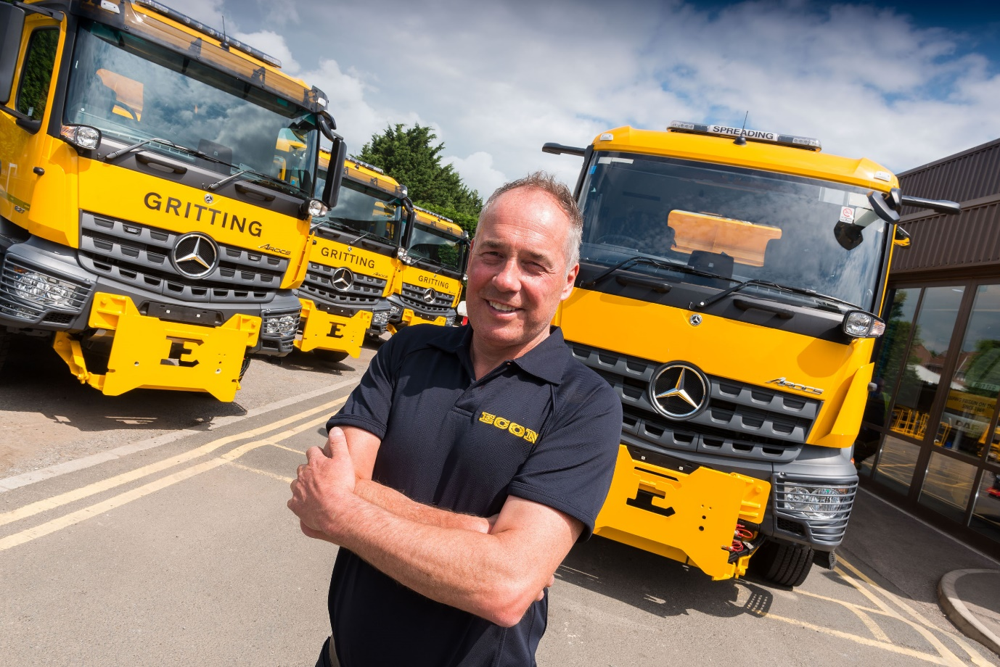 GRITTING
AROCS
E
GRITTING
E
GRITTING
SPREADING
AROCS
E
ECON